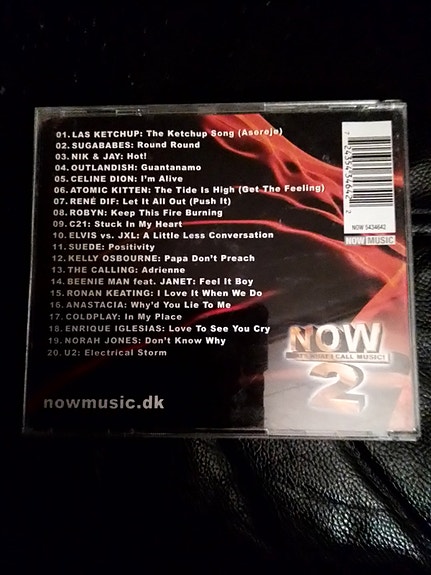 01. LAS KETCHUP: The Ketchup Song (Asereje)
02. SUGABABES: Round Round
03. NIK & JAY: Hot!
04. OUTLANDISH: Guantanamo
05. CELINE DION: I'm Alive
06. ATOMIC KITTEN: The Tide Is High (Get The Feeling)
07. RENÉ DIF: Let It All Out (Push It)
08. ROBYN: Keep This Fire Burning
09. C21: Stuck In My Heart
10. ELVIS vs. JXL: A Little Less Conversation
11. SUEDE: Positivity
12. KELLY OSBOURNE: Papa Don't Preach
13. THE CALLING: Adrienne
14. BEENIE MAN feat. JANET: Feel It Boy
15. RONAN KEATING: I Love It When We Do
16. ANASTACIA: Why'd You Lie To Me
17. COLDPLAY: In My Place
18. ENRIQUE IGLESIAS: Love To See You Cry
19. NORAH JONES: Don't Know Why
20. U2: Electrical Storm
nowmusic.dk
7 24354 34642 2
NOW 5434642
NOW MUSIC
NOW
THAT'S WHAT I CALL MUSIC!
2